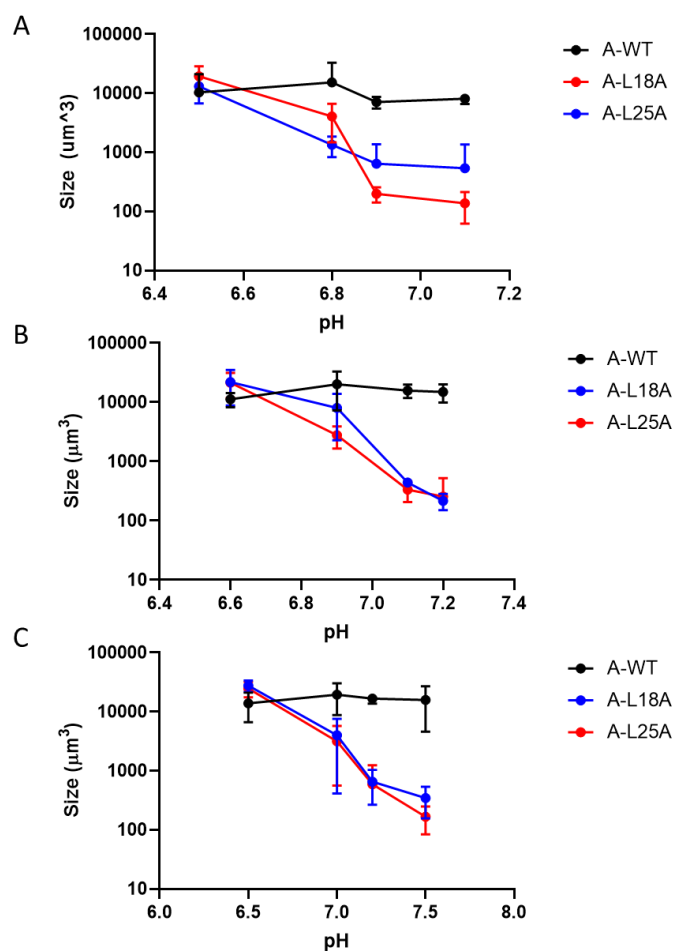 A
100000
10000
1000
100
10
Size (um^3)
6.4 6.6 6.8 7.0 7.2
pH
A-WT
A-L18A
A-L25A
B
100000
10000
1000
100
10
Size (μm³)
6.4 6.6 6.8 7.0 7.2 7.4
pH
A-WT
A-L18A
A-L25A
C
100000
10000
1000
100
10
Size (μm³)
6.0 6.5 7.0 7.5 8.0
pH
A-WT
A-L18A
A-L25A